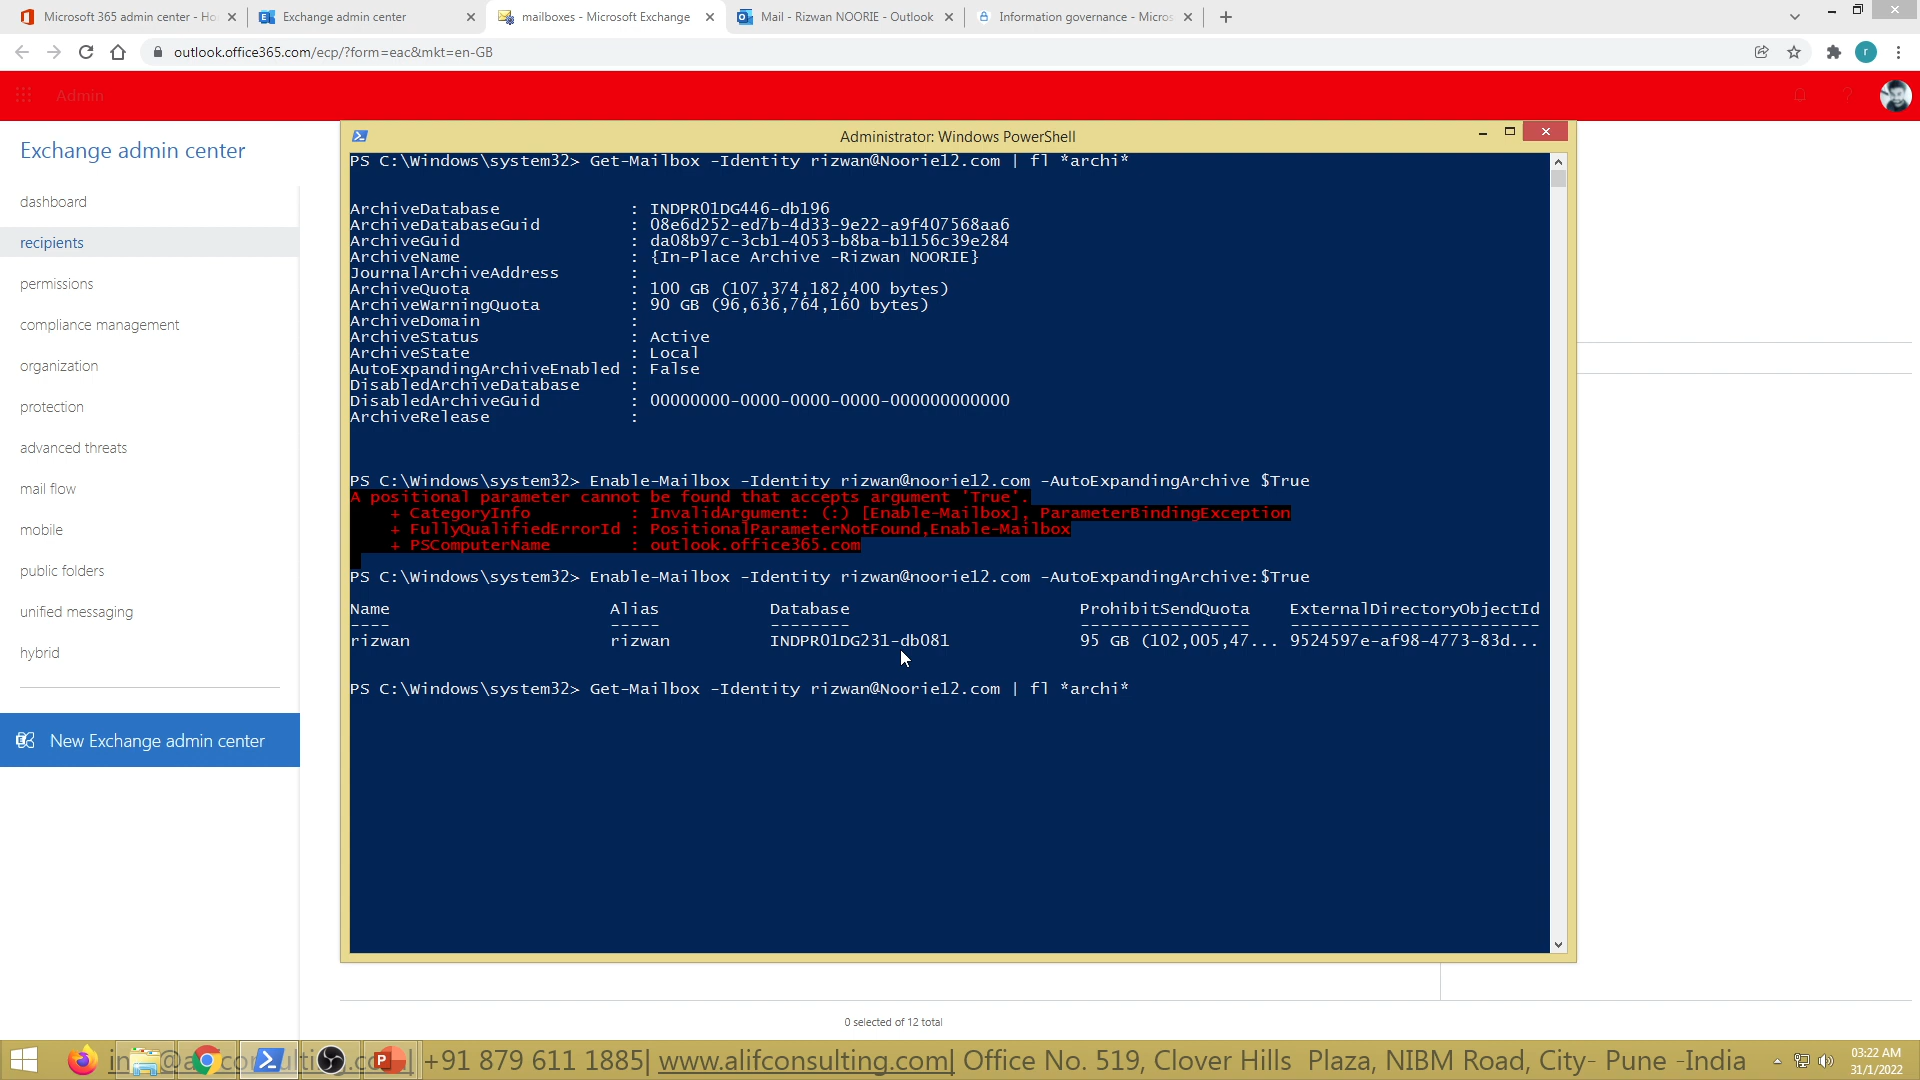 Microsoft 365 admin center - Ho
Exchange admin center
mailboxes - Microsoft Exchange
Mail - Rizwan NOORIE - Outlook
Information governance - Micros
outlook.office365.com/ecp/?form=eac&mkt=en-GB
r
Admin
Exchange admin center
dashboard
recipients
permissions
compliance management
organization
protection
advanced threats
mail flow
mobile
public folders
unified messaging
hybrid
New Exchange admin center
Administrator: Windows PowerShell
PS C:\Windows\system32> Get-Mailbox -Identity rizwan@Noorie12.com | fl *archi*
ArchiveDatabase : INDPR01DG446-db196
ArchiveDatabaseGuid : 08e6d252-ed7b-4d33-9e22-a9f407568aa6
ArchiveGuid : da08b97c-3cb1-4053-b8ba-b1156c39e284
ArchiveName : {In-Place Archive -Rizwan NOORIE}
JournalArchiveAddress :
ArchiveQuota : 100 GB (107,374,182,400 bytes)
ArchiveWarningQuota : 90 GB (96,636,764,160 bytes)
ArchiveDomain :
ArchiveStatus : Active
ArchiveState : Local
AutoExpandingArchiveEnabled : False
DisabledArchiveDatabase :
DisabledArchiveGuid : 00000000-0000-0000-0000-000000000000
ArchiveRelease :
PS C:\Windows\system32> Enable-Mailbox -Identity rizwan@noorie12.com -AutoExpandingArchive $True
A positional parameter cannot be found that accepts argument 'True'.
+ CategoryInfo : InvalidArgument: (:) [Enable-Mailbox], ParameterBindingException
+ FullyQualifiedErrorId : PositionalParameterNotFound,Enable-Mailbox
+ PSComputerName : outlook.office365.com
PS C:\Windows\system32> Enable-Mailbox -Identity rizwan@noorie12.com -AutoExpandingArchive:$True
Name Alias Database ProhibitSendQuota ExternalDirectoryObjectId
---- ----- -------- ----------------- -------------------------
rizwan rizwan INDPR01DG231-db081 95 GB (102,005,47... 9524597e-af98-4773-83d...
PS C:\Windows\system32> Get-Mailbox -Identity rizwan@Noorie12.com | fl *archi*
0 selected of 12 total
+91 879 611 1885| www.alifconsulting.com| Office No. 519, Clover Hills Plaza, NIBM Road, City- Pune -India
03:22 AM
31/1/2022